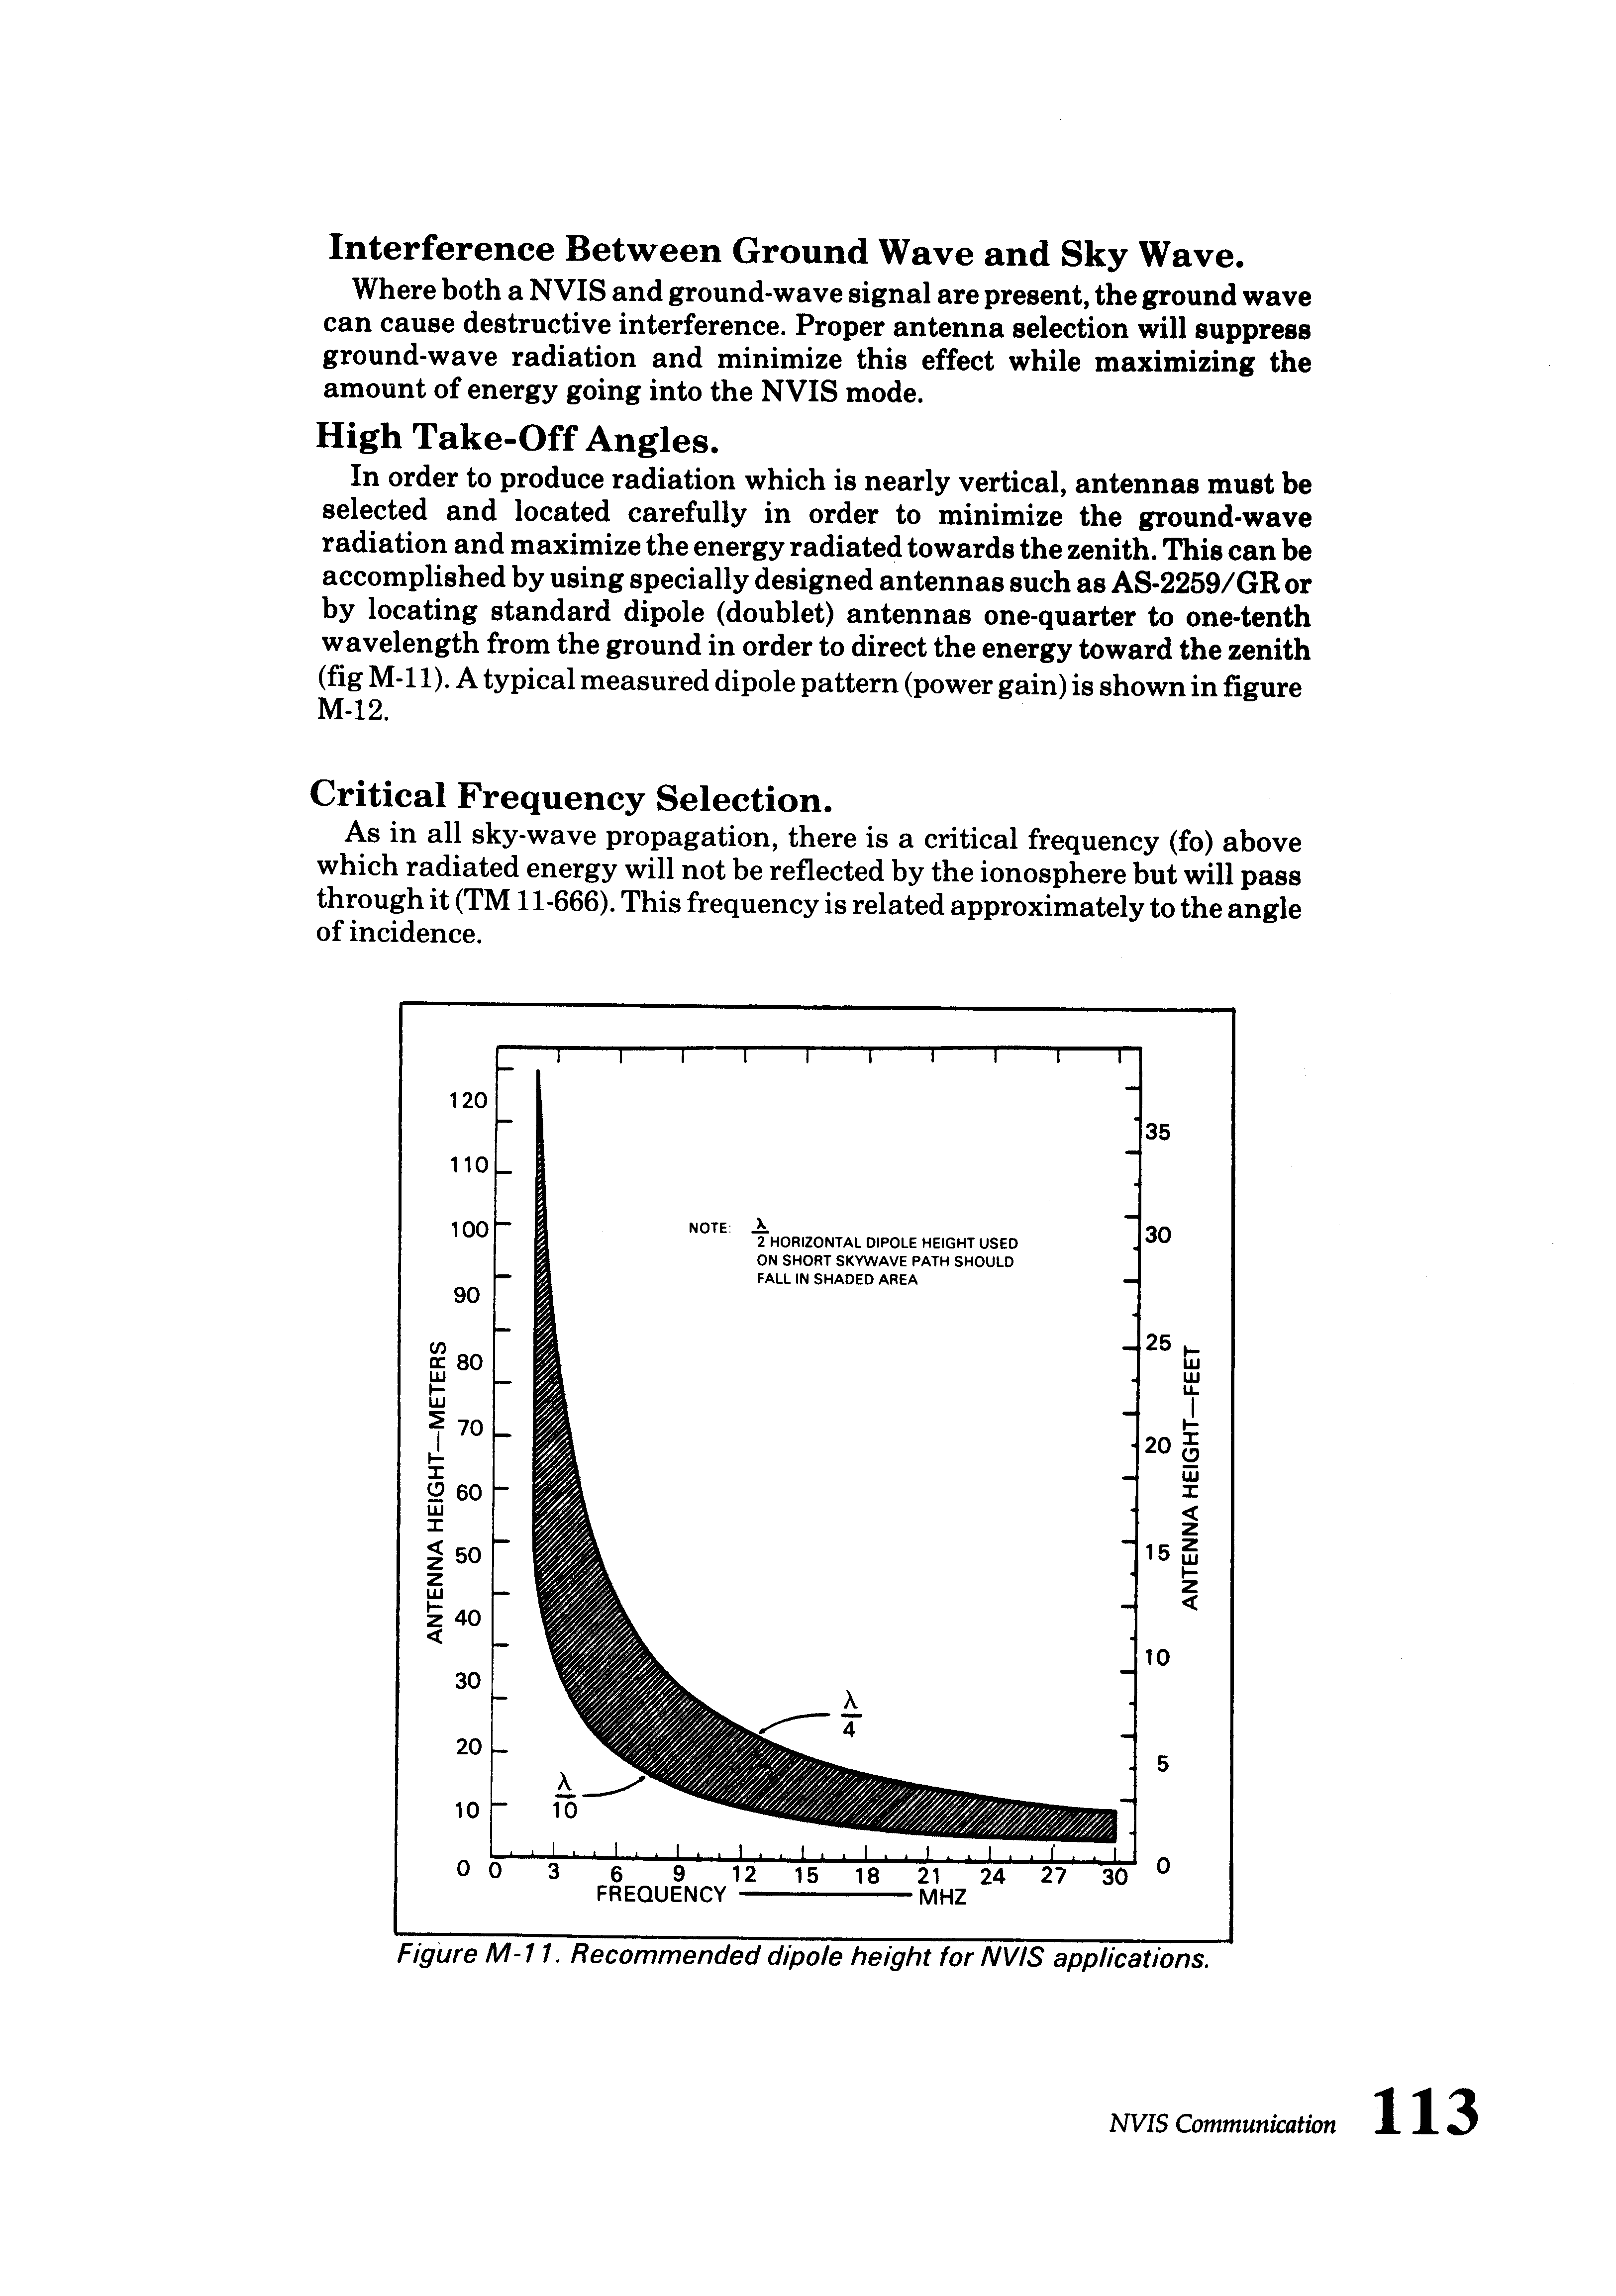 Interference Between Ground Wave and Sky Wave.
Where both a NVIS and ground-wave signal are present, the ground wave
can cause destructive interference. Proper antenna selection will suppress
ground-wave radiation and minimize this effect while maximizing the
amount of energy going into the NVIS mode.
High Take-Off Angles.
In order to produce radiation which is nearly vertical, antennas must be
selected and located carefully in order to minimize the ground-wave
radiation and maximize the energy radiated towards the zenith. This can be
accomplished by using specially designed antennas such as AS-2259/GR or
by locating standard dipole (doublet) antennas one-quarter to one-tenth
wavelength from the ground in order to direct the energy toward the zenith
(fig M-11). A typical measured dipole pattern (power gain) is shown in figure
M-12.
Critical Frequency Selection.
As in all sky-wave propagation, there is a critical frequency (fo) above
which radiated energy will not be reflected by the ionosphere but will pass
through it (TM 11-666). This frequency is related approximately to the angle
of incidence.
ANTENNA HEIGHT—METERS
120
110
100
90
80
70
60
50
40
30
20
10
0
NOTE: λ
2 HORIZONTAL DIPOLE HEIGHT USED
ON SHORT SKYWAVE PATH SHOULD
FALL IN SHADED AREA
λ
4
λ
10
35
30
25
20
15
10
5
0
ANTENNA HEIGHT—FEET
0 3 6 9 12 15 18 21 24 27 30
FREQUENCY MHZ
Figure M-11. Recommended dipole height for NVIS applications.
NVIS Communication 113